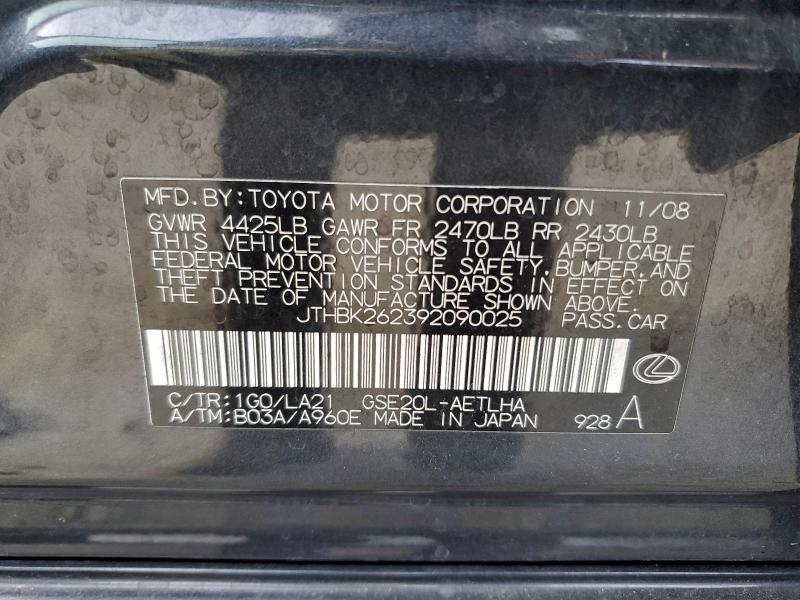 MFD. BY: TOYOTA MOTOR CORPORATION 11/08
GVWR 4425LB GAWR FR 2470LB RR 2430LB
THIS VEHICLE CONFORMS TO ALL APPLICABLE
FEDERAL MOTOR VEHICLE SAFETY, BUMPER, AND
THEFT PREVENTION STANDARDS IN EFFECT ON
THE DATE OF MANUFACTURE SHOWN ABOVE.
JTHBK262392090025 PASS. CAR
C/TR: 1G0/LA21 GSE20L-AETLHA
A/TM: B03A/A960E MADE IN JAPAN 928 A